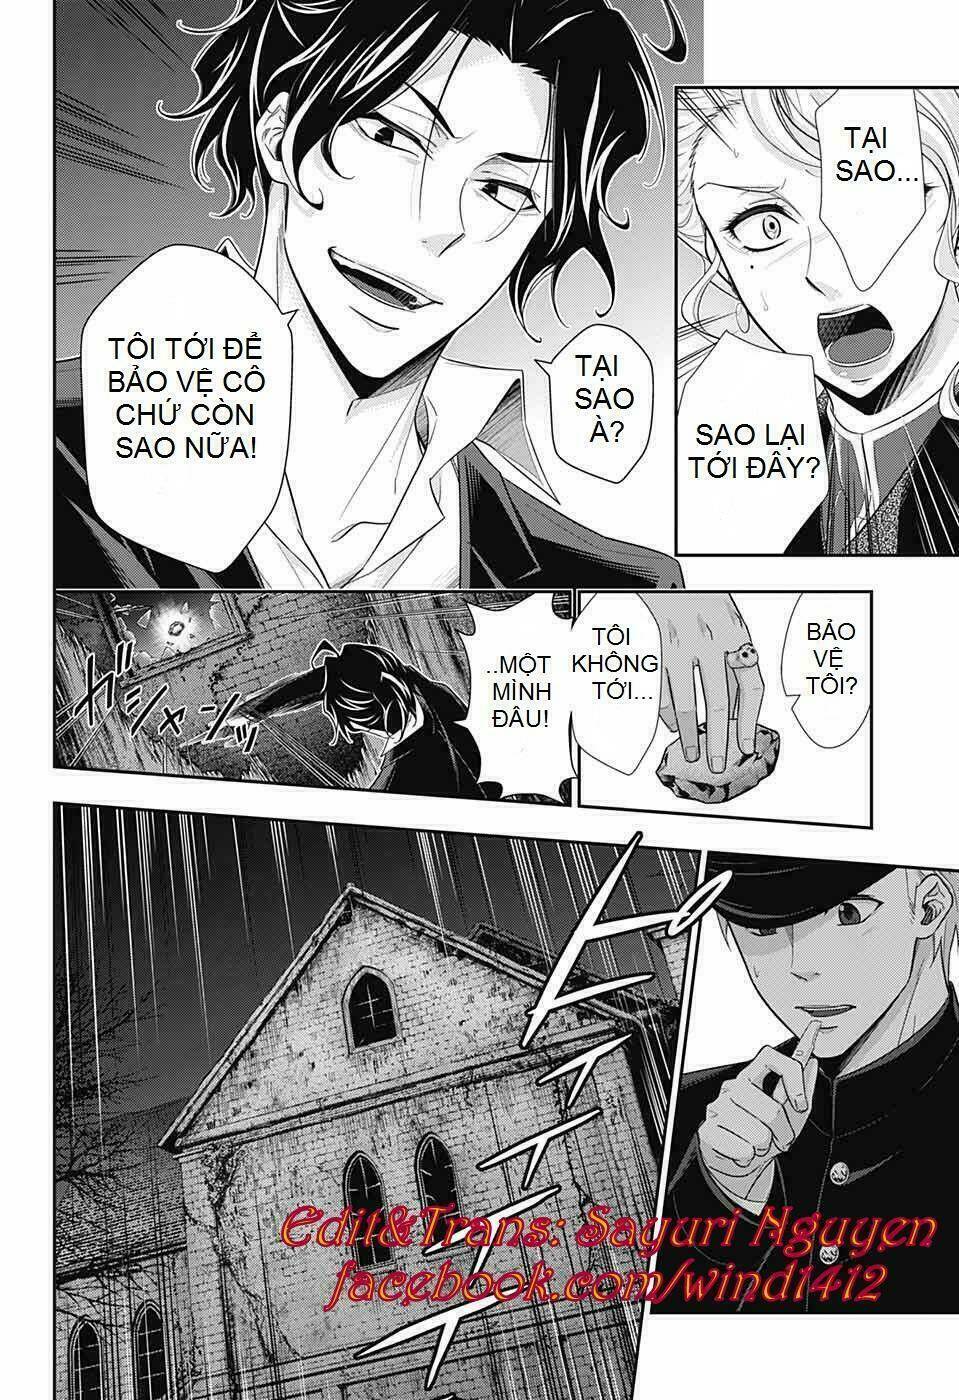 TẠI
SAO...
SAO LẠI
TỚI ĐÂY?
TẠI
SAO
À?
TÔI TỚI ĐỂ
BẢO VỆ CÔ
CHỨ CÒN
SAO NỮA!
BẢO
VỆ
TÔI?
TÔI
KHÔNG
TỚI...
..MỘT
MÌNH
ĐÂU!
Edit&Trans: Sayuri Nguyen
facebook.com/windi412